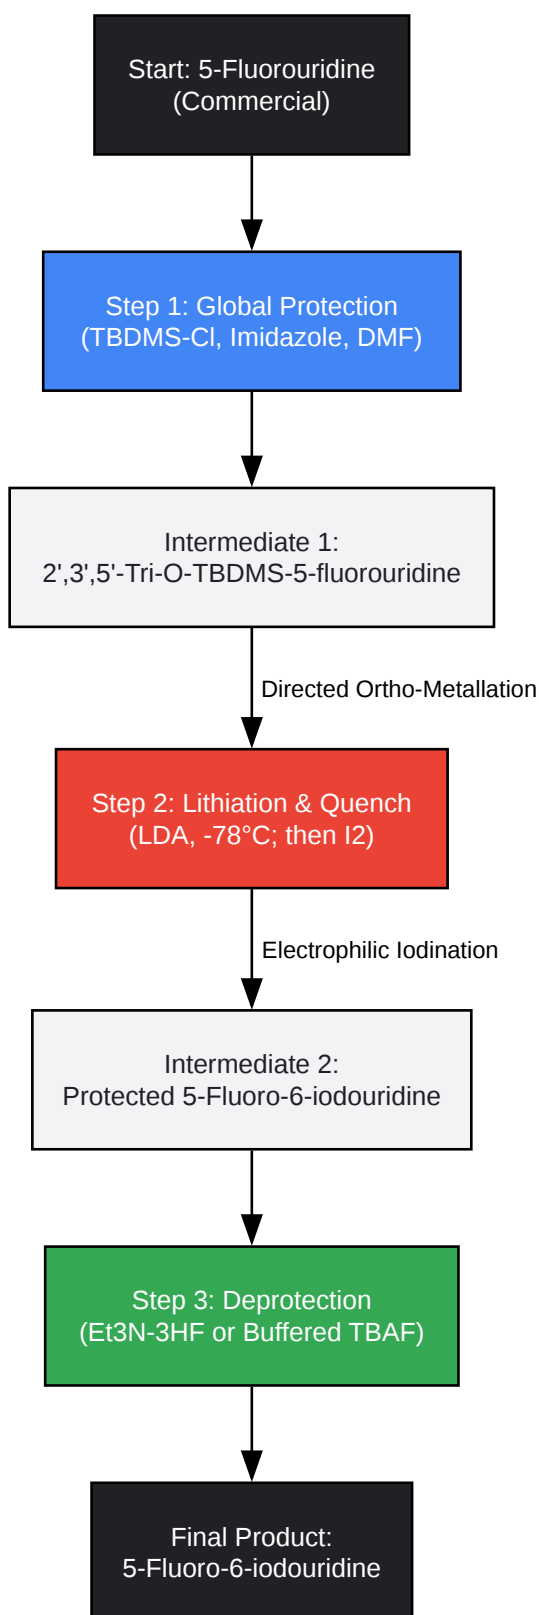 Start: 5-Fluorouridine
(Commercial)
Step 1: Global Protection
(TBDMS-Cl, Imidazole, DMF)
Intermediate 1:
2',3',5'-Tri-O-TBDMS-5-fluorouridine
Directed Ortho-Metallation
Step 2: Lithiation & Quench
(LDA, -78°C; then I2)
Electrophilic Iodination
Intermediate 2:
Protected 5-Fluoro-6-iodouridine
Step 3: Deprotection
(Et3N-3HF or Buffered TBAF)
Final Product:
5-Fluoro-6-iodouridine